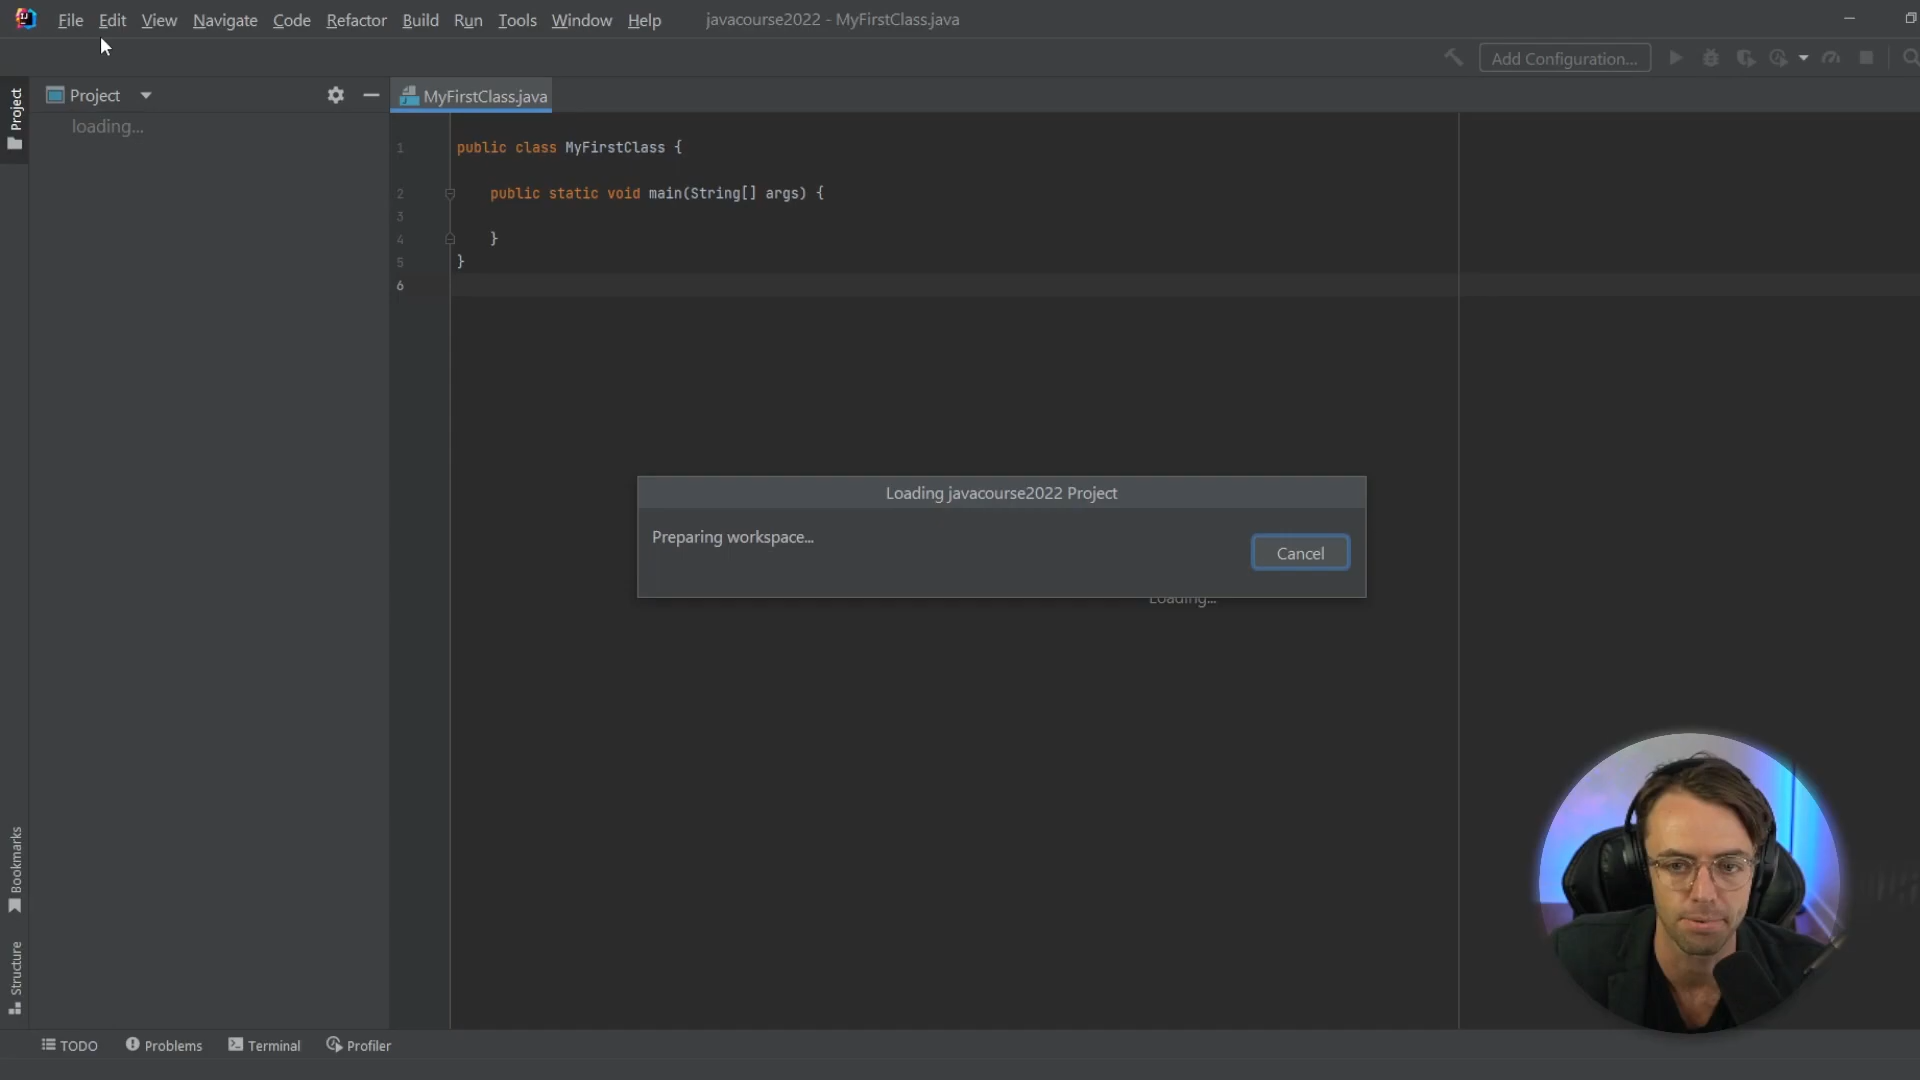 File Edit View Navigate Code Refactor Build Run Tools Window Help javacourse2022 - MyFirstClass.java
Add Configuration...
Project
Project
MyFirstClass.java
loading...
1 public class MyFirstClass {
2 public static void main(String[] args) {
3
4 }
5 }
6
Loading javacourse2022 Project
Preparing workspace...
Cancel
Loading...
Bookmarks
Structure
TODO Problems Terminal Profiler